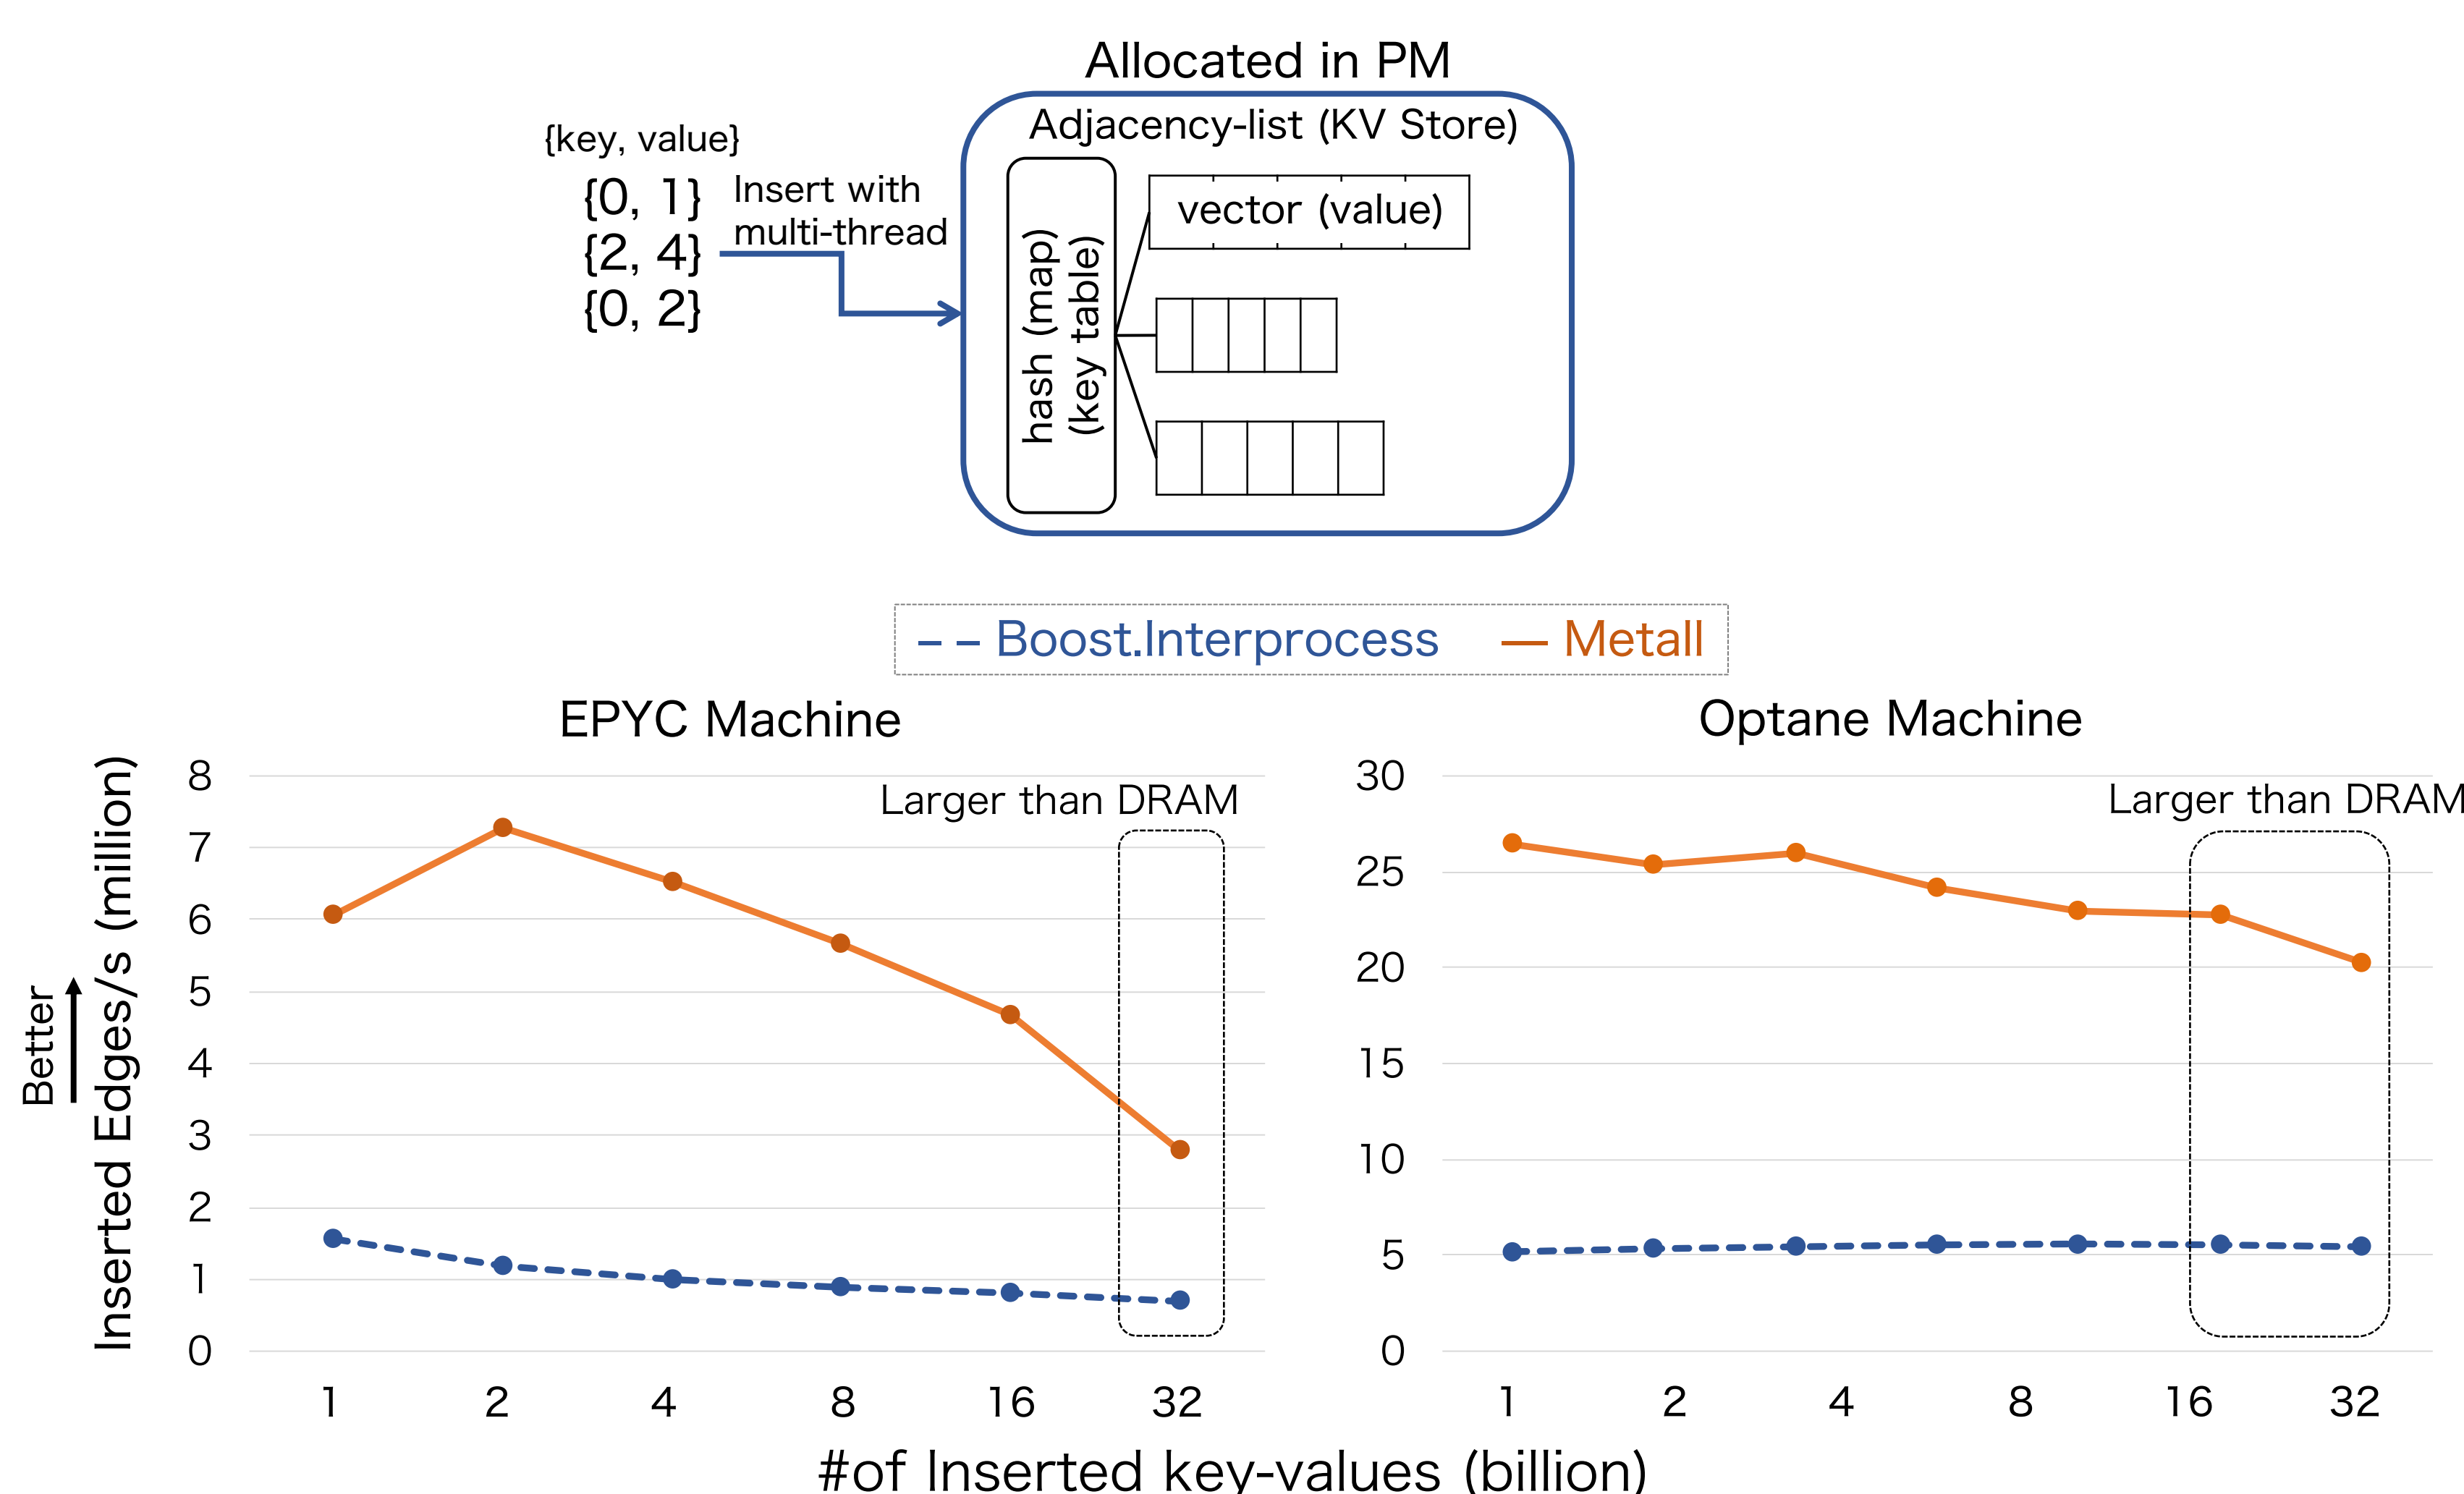 Allocated in PM
Adjacency-list (KV Store)
{key, value}
{0, 1}
{2, 4}
{0, 2}
Insert with
multi-thread
hash (map)
(key table)
vector (value)
Boost.Interprocess
Metall
EPYC Machine
Better
Inserted Edges/s (million)
8
7
6
5
4
3
2
1
0
Larger than DRAM
1 2 4 8 16 32
Optane Machine
30
25
20
15
10
5
0
Larger than DRAM
1 2 4 8 16 32
#of Inserted key-values (billion)